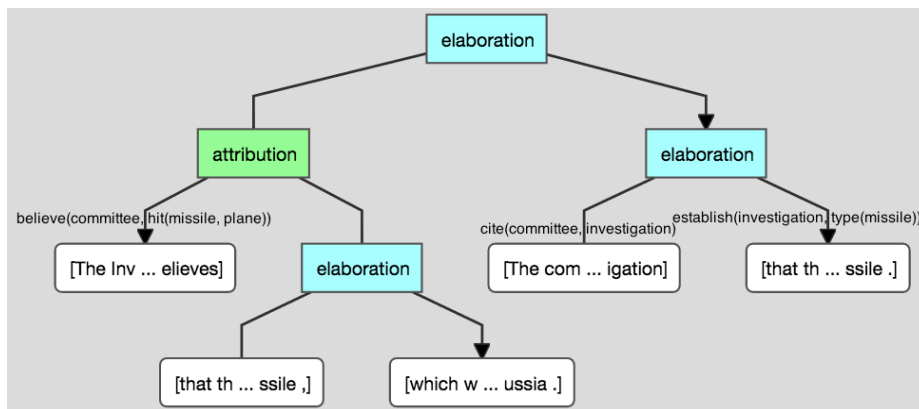 elaboration
attribution
elaboration
believe(committee, hit(missile, plane))
cite(committee, investigation)
establish(investigation, type(missile))
[The Inv ... elieves]
elaboration
[The com ... igation]
[that th ... ssile .]
[that th ... ssile ,]
[which w ... ussia .]